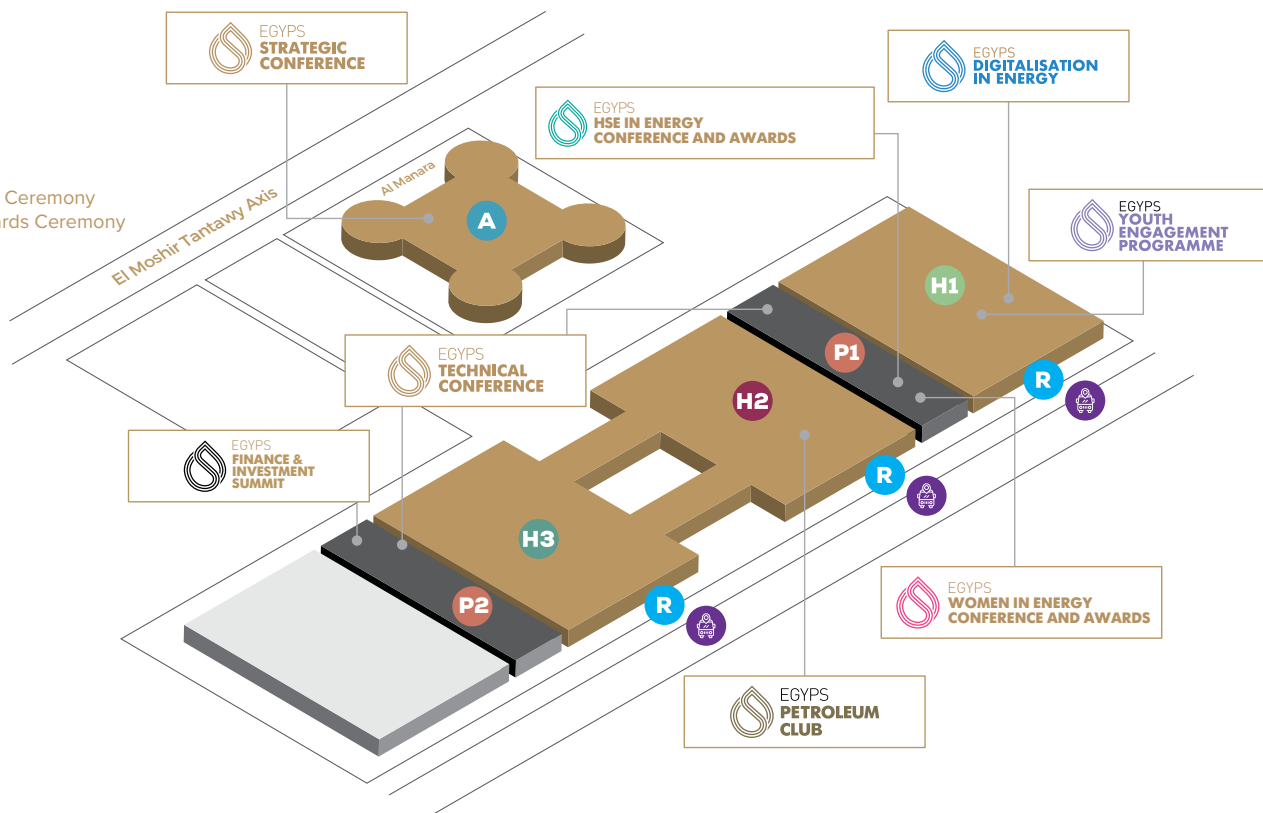 EGYPS
STRATEGIC
CONFERENCE
EGYPS
DIGITALISATION
IN ENERGY
EGYPS
HSE IN ENERGY
CONFERENCE AND AWARDS
Ceremony
Ceremony
El Moshir Tantawy Axis
Al Manara
A
EGYPS
YOUTH
ENGAGEMENT
PROGRAMME
H1
EGYPS
TECHNICAL
CONFERENCE
P1
R
H2
EGYPS
FINANCE &
INVESTMENT
SUMMIT
R
H3
P2
R
EGYPS
WOMEN IN ENERGY
CONFERENCE AND AWARDS
EGYPS
PETROLEUM
CLUB